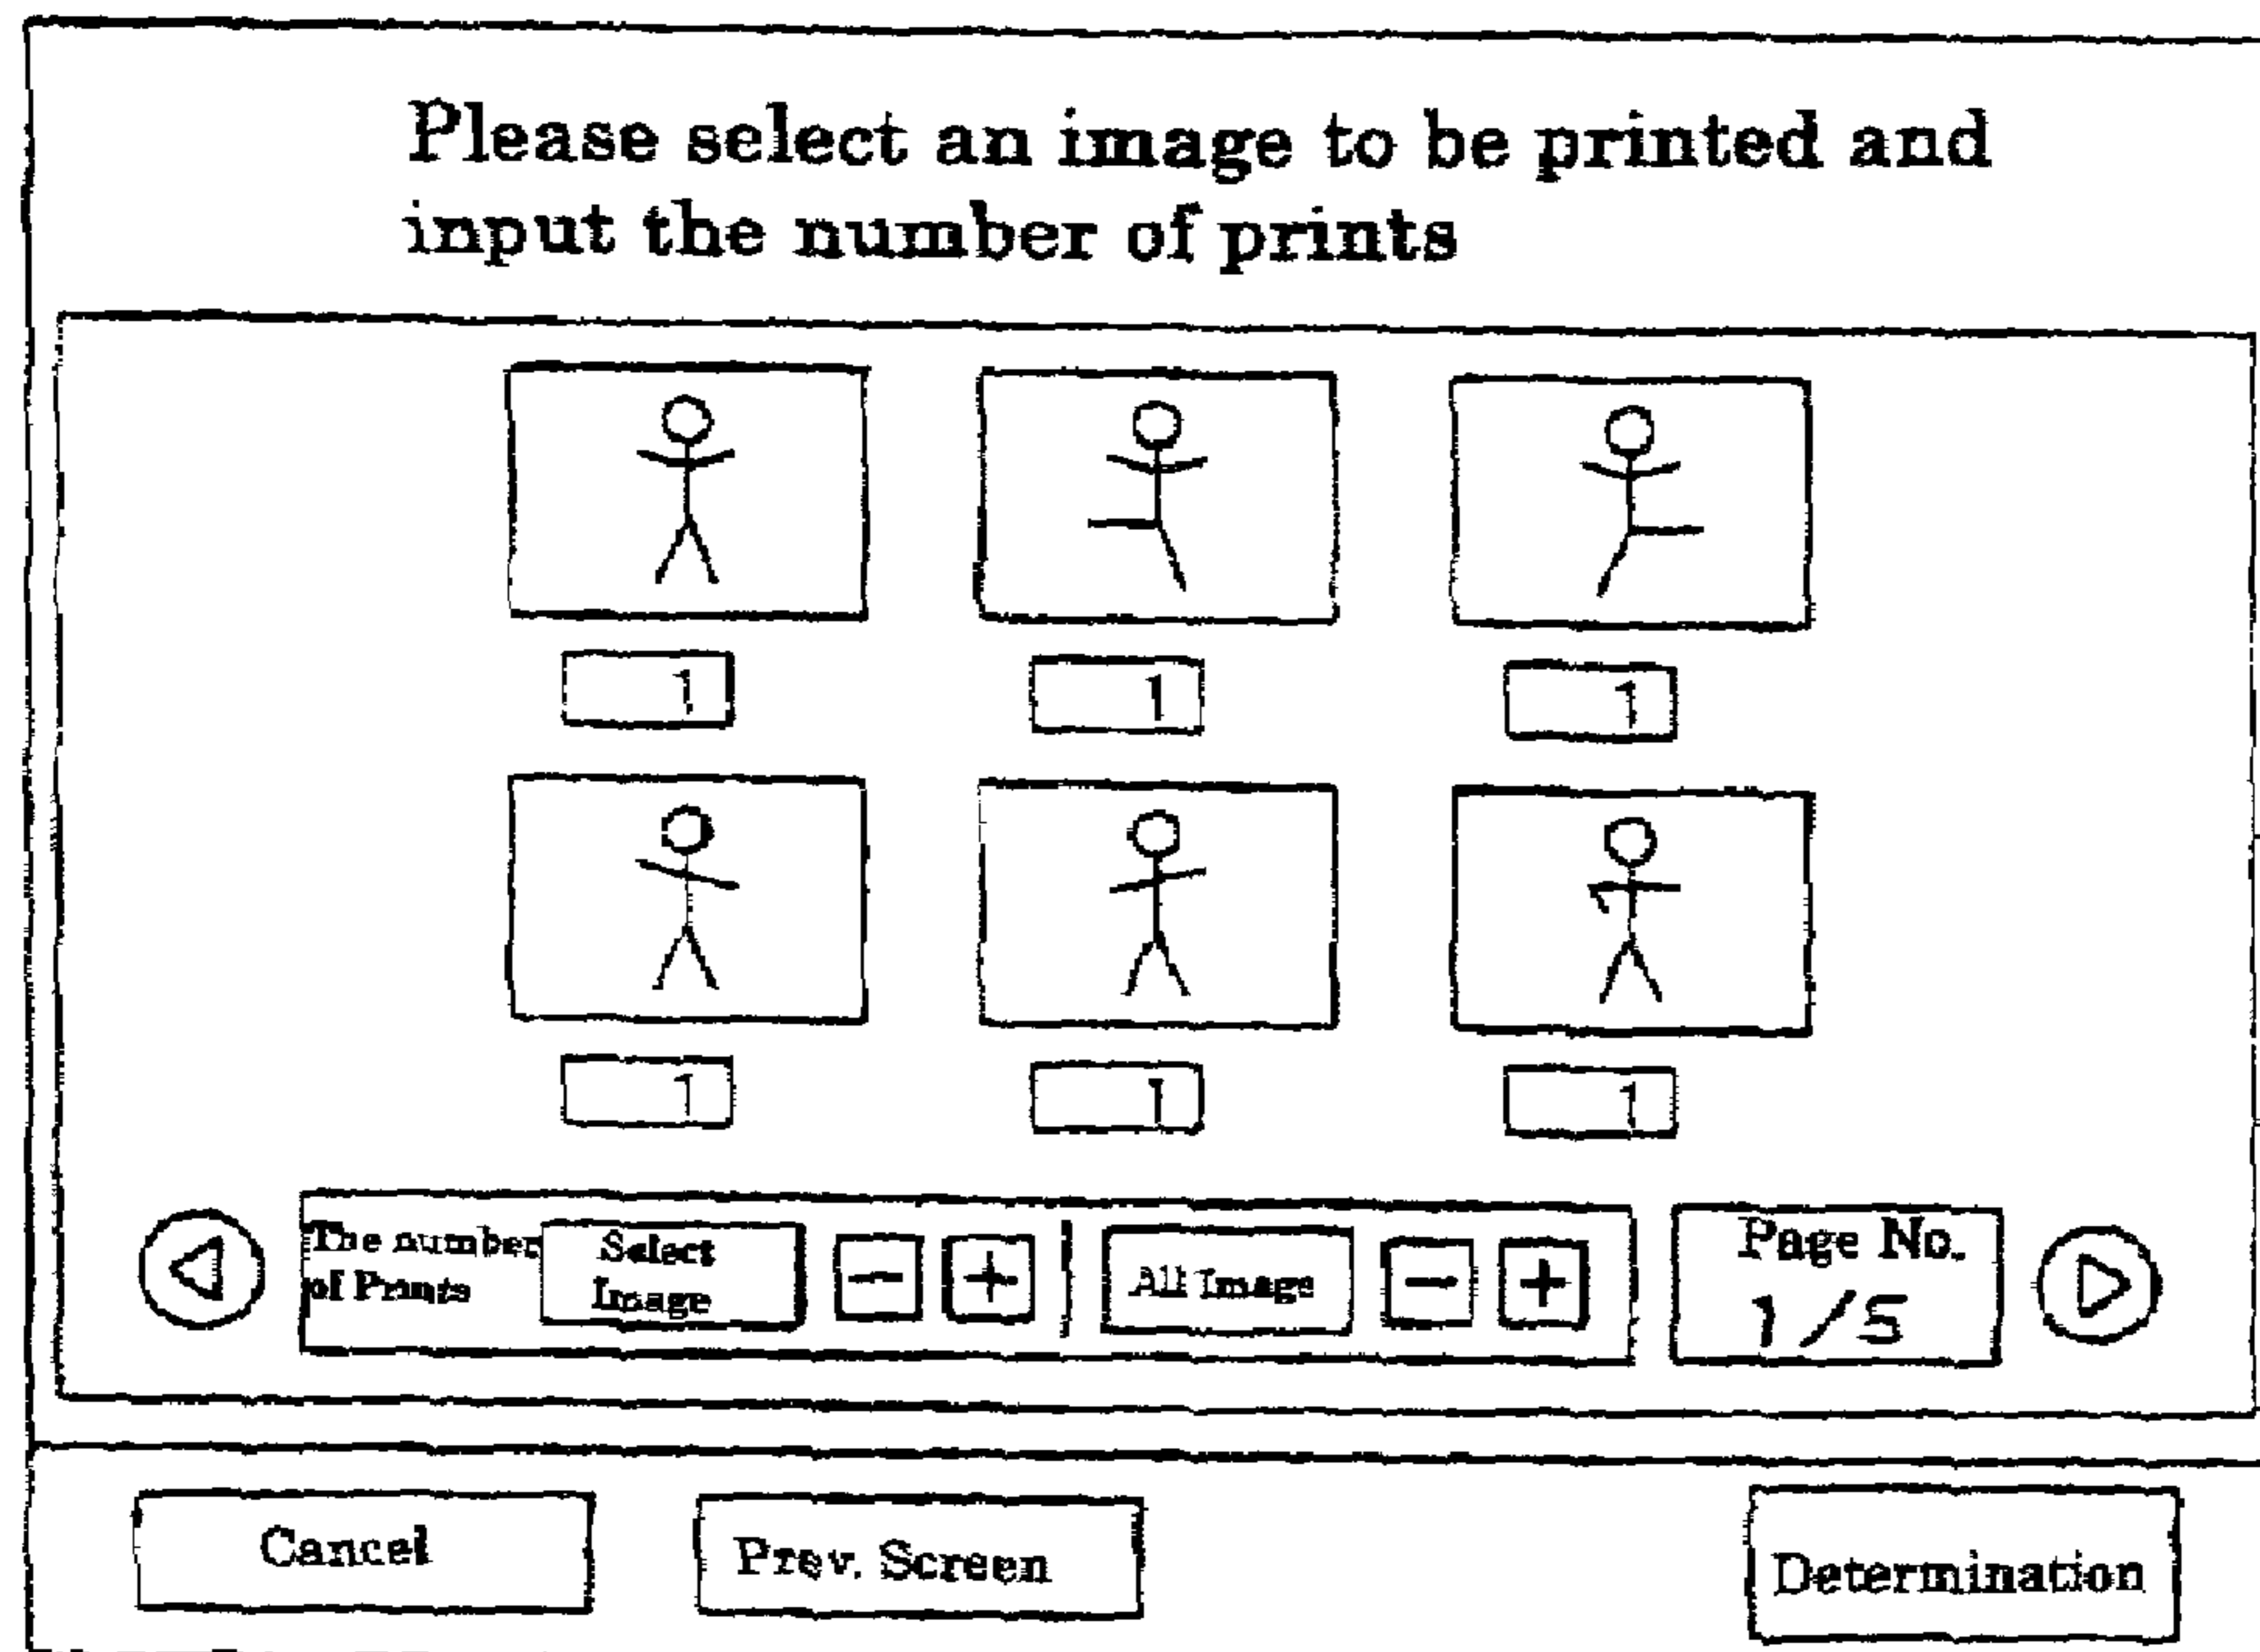 Please select an image to be printed and
input the number of prints
1
1
1
1
1
1
The number
of Prints
Select
Image
−
+
All Image
−
+
Page No.
1/5
Cancel
Prev. Screen
Determination